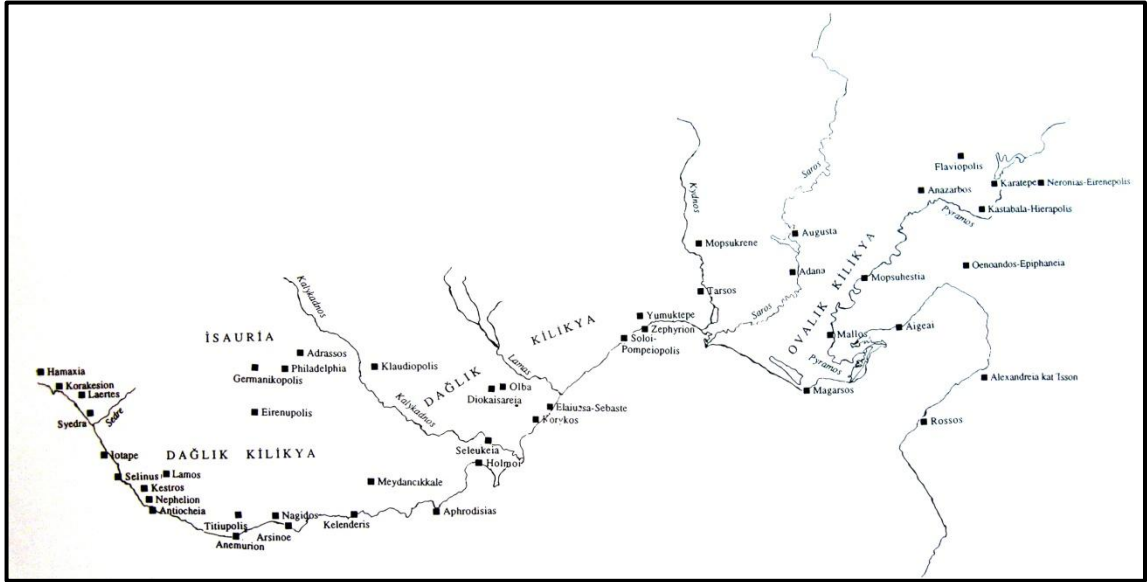 Flaviopolis
Karatepe
Neronias-Eirenepolis
Anazarbos
Kastabala-Hierapolis
Pyramos
Saros
Kydnos
Augusta
Mopsukrene
Adana
Mopsuhestia
Oenoandos-Epiphaneia
OVALIK KİLİKYA
Tarsos
Saros
Yumuktepe
Zephyrion
Soloi-
Pompeiopolis
Mallos
Aigeai
Pyramos
Magarsos
Alexandreia kat'Isson
Rossos
Kalykadnos
İSAURİA
Adrassos
Philadelphia
Germanikopolis
Klaudiopolis
Eirenupolis
Kalykadnos
DAĞLIK KİLİKYA
Lamos
Olba
Diokaisareia
Elaiussa-Sebaste
Korykos
Seleukeia
Holmoi
Hamaxia
Korakesion
Laertes
Syedra
Sedre
Iotape
DAĞLIK KİLİKYA
Selinus
Lamos
Kestros
Nephelion
Antiocheia
Meydancıkkale
Titiupolis
Nagidos
Anemurion
Arsinoe
Kelenderis
Aphrodisias